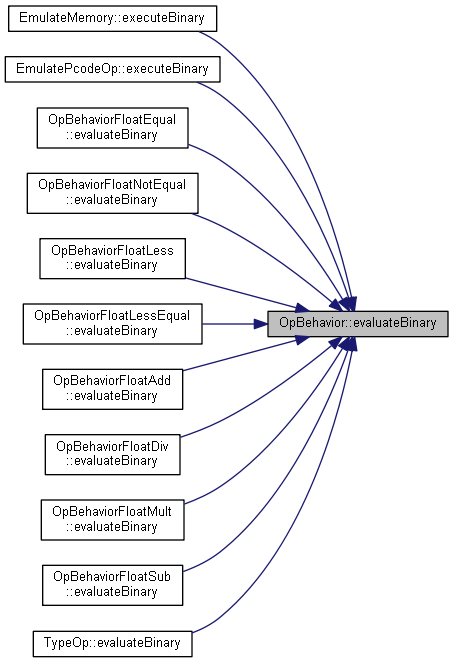 EmulateMemory::executeBinary
EmulatePcodeOp::executeBinary
OpBehaviorFloatEqual
::evaluateBinary
OpBehaviorFloatNotEqual
::evaluateBinary
OpBehaviorFloatLess
::evaluateBinary
OpBehaviorFloatLessEqual
::evaluateBinary
OpBehavior::evaluateBinary
OpBehaviorFloatAdd
::evaluateBinary
OpBehaviorFloatDiv
::evaluateBinary
OpBehaviorFloatMult
::evaluateBinary
OpBehaviorFloatSub
::evaluateBinary
TypeOp::evaluateBinary